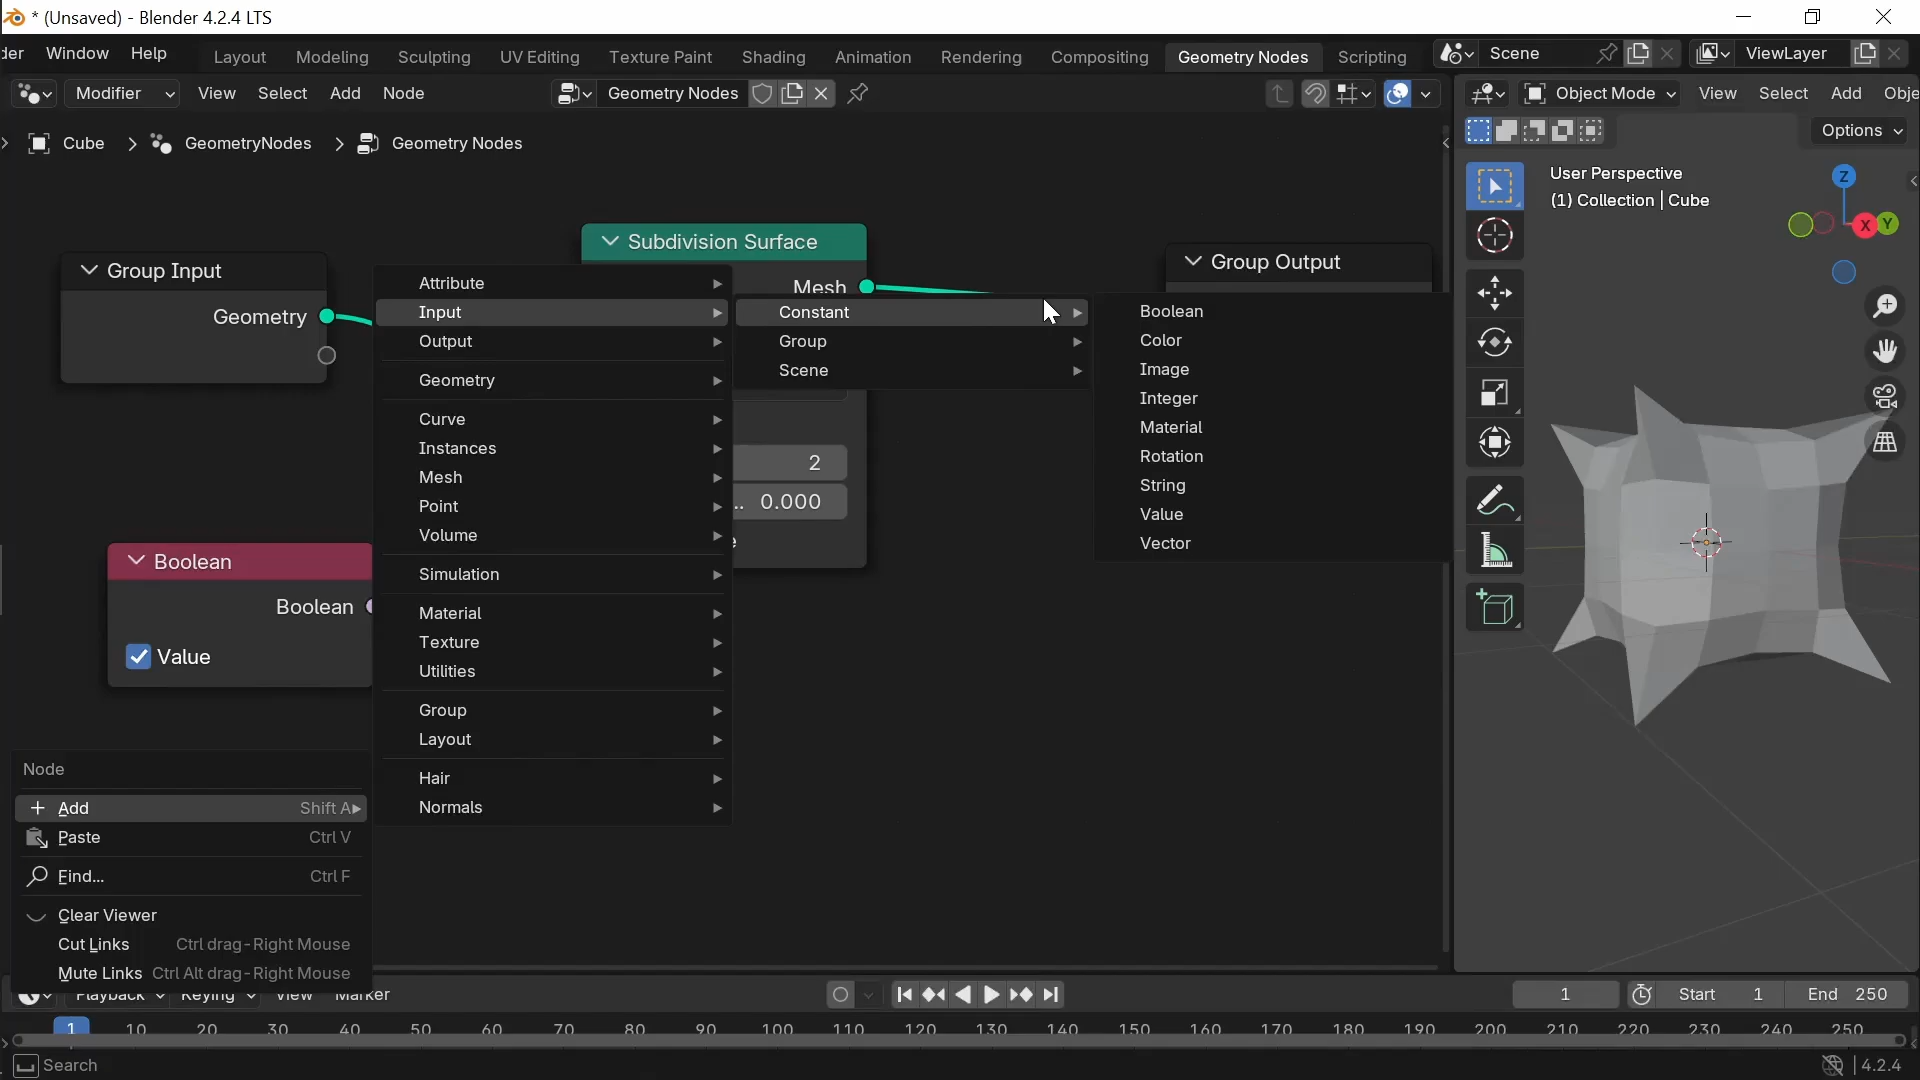 * (Unsaved) - Blender 4.2.4 LTS
der Window Help Layout Modeling Sculpting UV Editing Texture Paint Shading Animation Rendering Compositing Geometry Nodes Scripting Scene ViewLayer
Modifier View Select Add Node Geometry Nodes Object Mode View Select Add Obje
Cube GeometryNodes Geometry Nodes
Options
User Perspective
(1) Collection | Cube
Z
X Y
Group Input
Geometry
Subdivision Surface
Mesh
2
0.000
e
Group Output
Boolean
Boolean
Value
Node
Add Shift A
Paste Ctrl V
Find... Ctrl F
Clear Viewer
Cut Links Ctrl drag-Right Mouse
Mute Links Ctrl Alt drag-Right Mouse
Attribute
Input
Output
Geometry
Curve
Instances
Mesh
Point
Volume
Simulation
Material
Texture
Utilities
Group
Layout
Hair
Normals
Constant
Group
Scene
Boolean
Color
Image
Integer
Material
Rotation
String
Value
Vector
Playback Keying View Marker 1 Start 1 End 250
1 10 20 30 40 50 60 70 80 90 100 110 120 130 140 150 160 170 180 190 200 210 220 230 240 250
Search 4.2.4